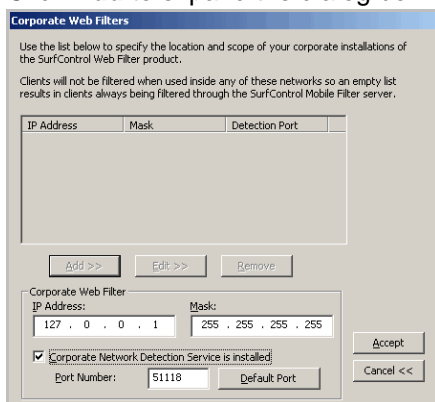 Corporate Web Filters
Use the list below to specify the location and scope of your corporate installations of
the SurfControl Web Filter product.
Clients will not be filtered when used inside any of these networks so an empty list
results in clients always being filtered through the SurfControl Mobile Filter server.
IP Address Mask Detection Port
Add >> Edit >> Remove
Corporate Web Filter
IP Address: Mask:
127 . 0 . 0 . 1 255 . 255 . 255 . 255
Corporate Network Detection Service is installed
Accept
Port Number: 51118 Default Port
Cancel <<